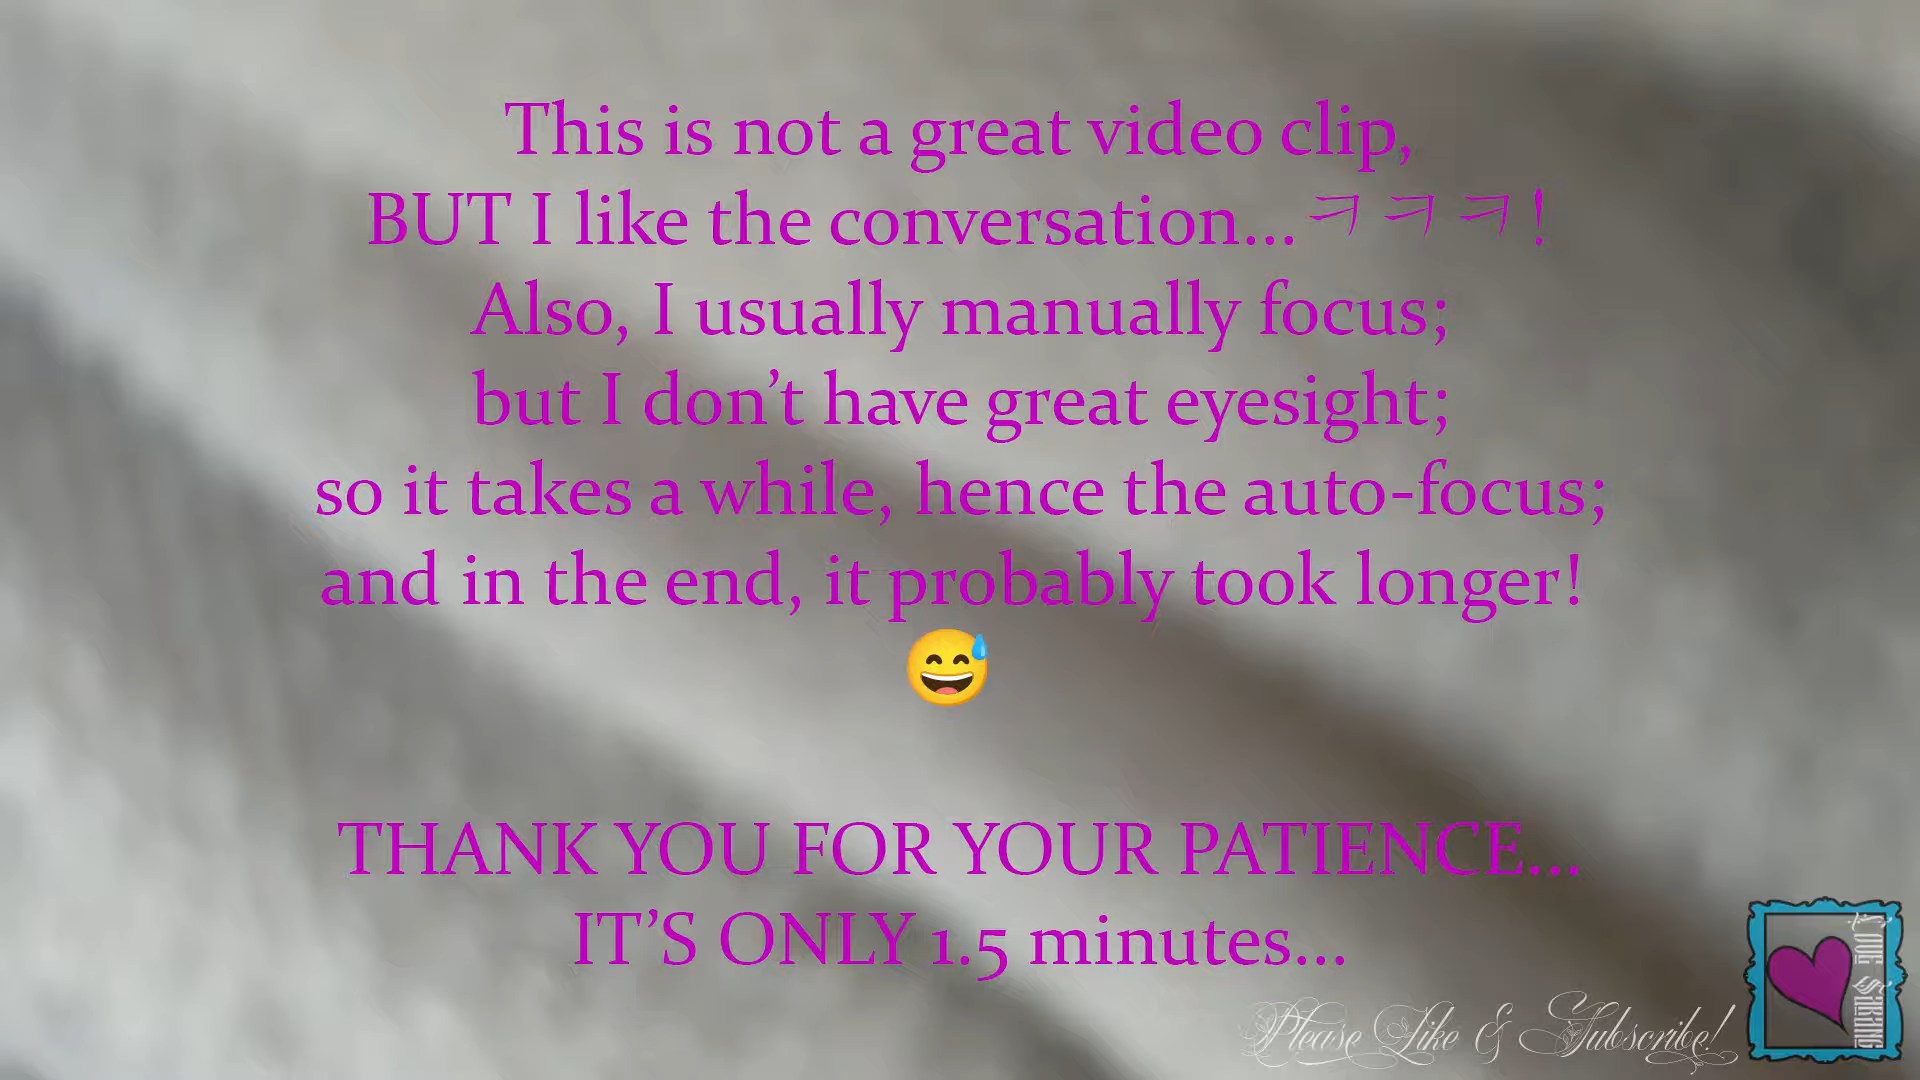 This is not a great video clip,
BUT I like the conversation...ㅋㅋㅋ!
Also, I usually manually focus;
but I don’t have great eyesight;
so it takes a while, hence the auto-focus;
and in the end, it probably took longer!
😅
THANK YOU FOR YOUR PATIENCE...
IT’S ONLY 1.5 minutes...
Please Like & Subscribe!